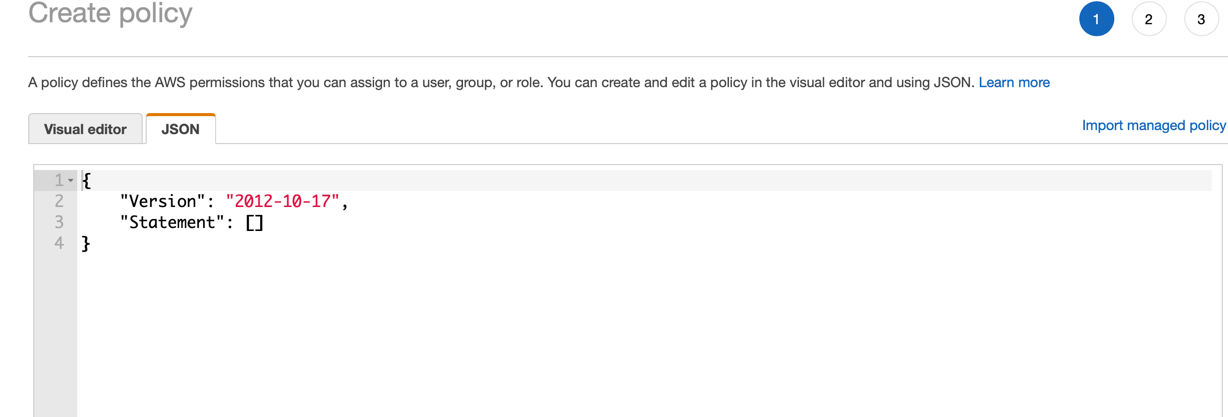 Create policy
1 2 3
A policy defines the AWS permissions that you can assign to a user, group, or role. You can create and edit a policy in the visual editor and using JSON. Learn more
Visual editor JSON
Import managed policy
1 {
2 "Version": "2012-10-17",
3 "Statement": []
4 }